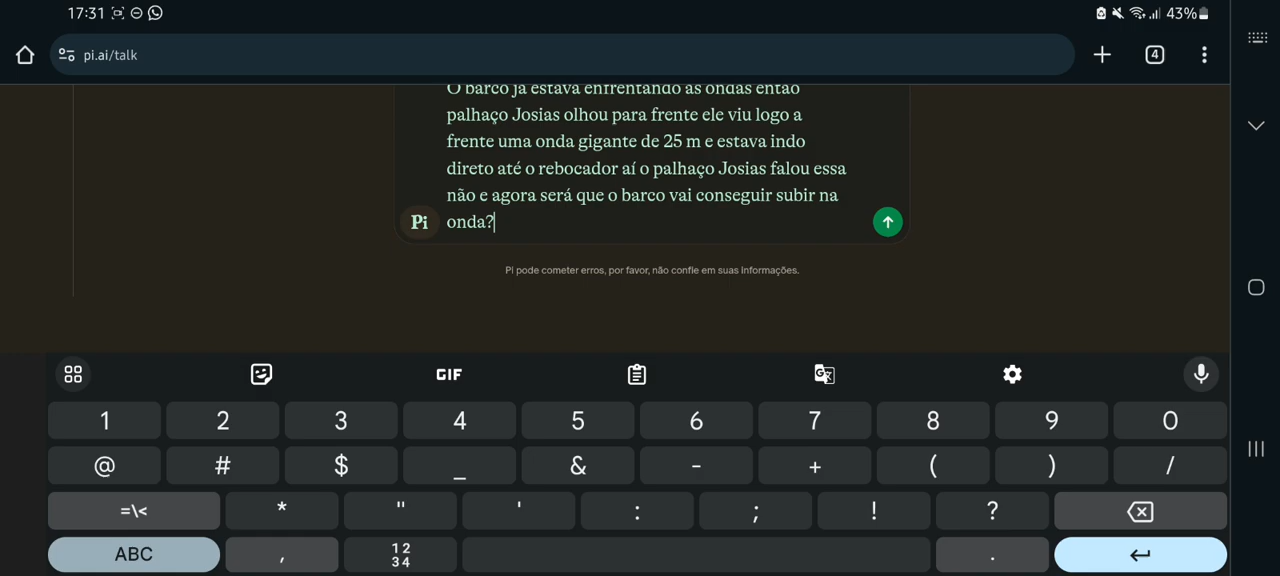 17:31
43%
pi.ai/talk
4
O barco já estava enfrentando as ondas então
palhaço Josias olhou para frente ele viu logo a
frente uma onda gigante de 25 m e estava indo
direto até o rebocador aí o palhaço Josias falou essa
não e agora será que o barco vai conseguir subir na
Pi onda?
Pi pode cometer erros, por favor, não confie em suas informações.
GIF
1 2 3 4 5 6 7 8 9 0
@ # $ _ & - + ( ) /
=\< * " ' : ; ! ?
ABC , 12 34 .